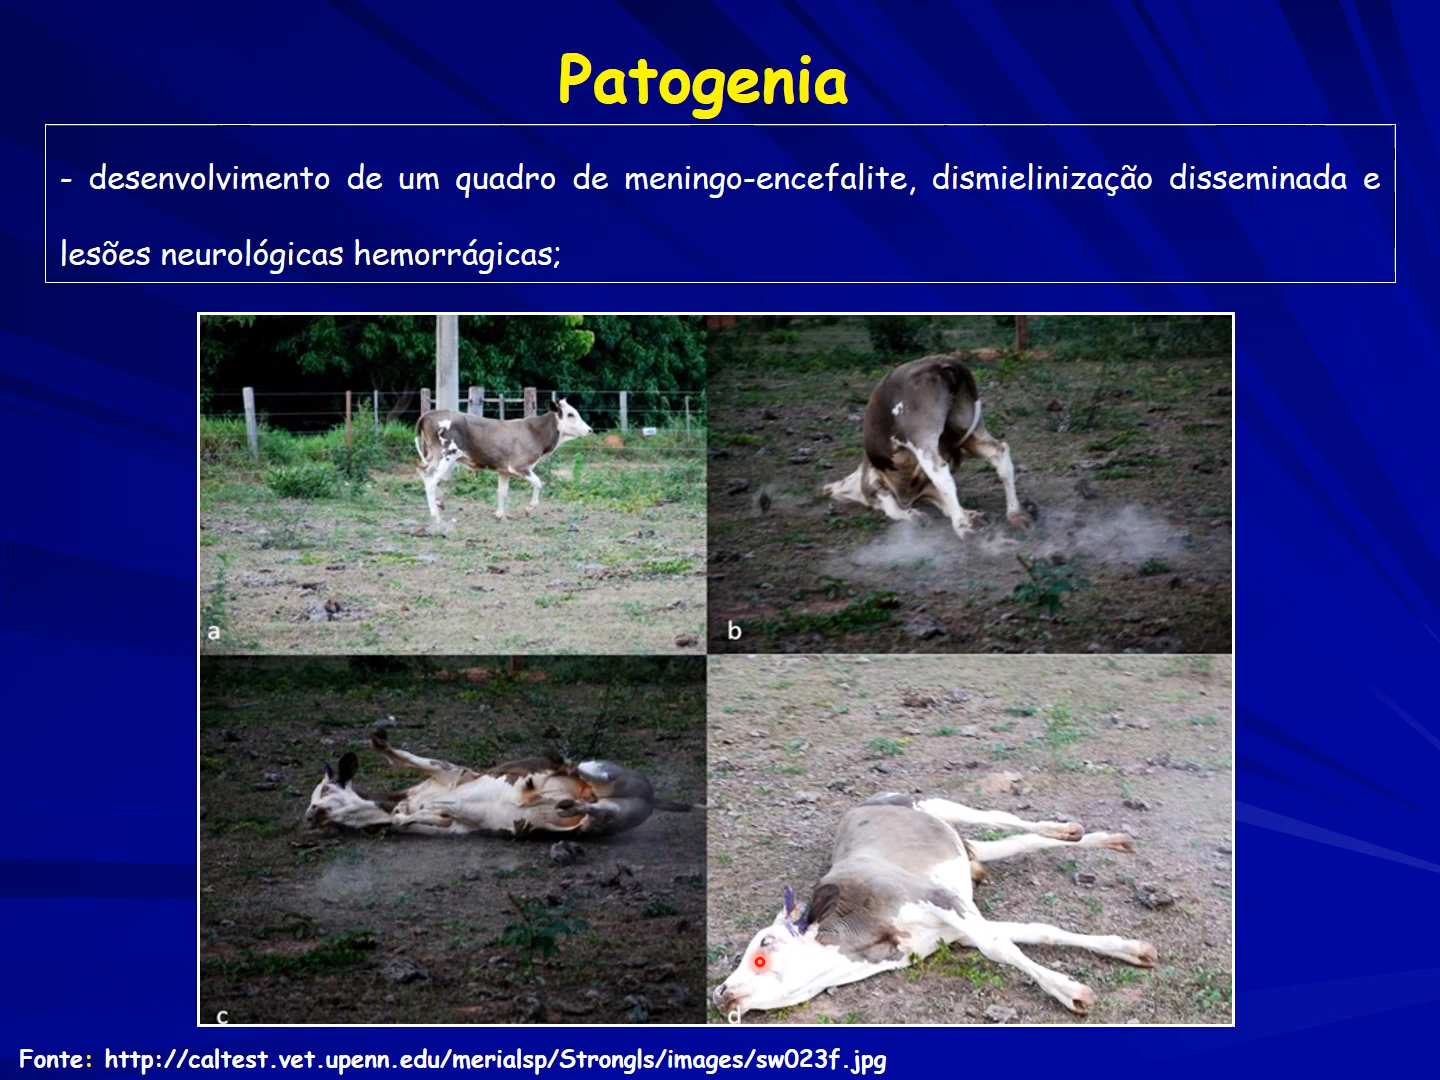 Patogenia
- desenvolvimento de um quadro de meningo-encefalite, dismielinização disseminada e
lesões neurológicas hemorrágicas;
a
b
c
d
Fonte: http://caltest.vet.upenn.edu/merialsp/Strongls/images/sw023f.jpg